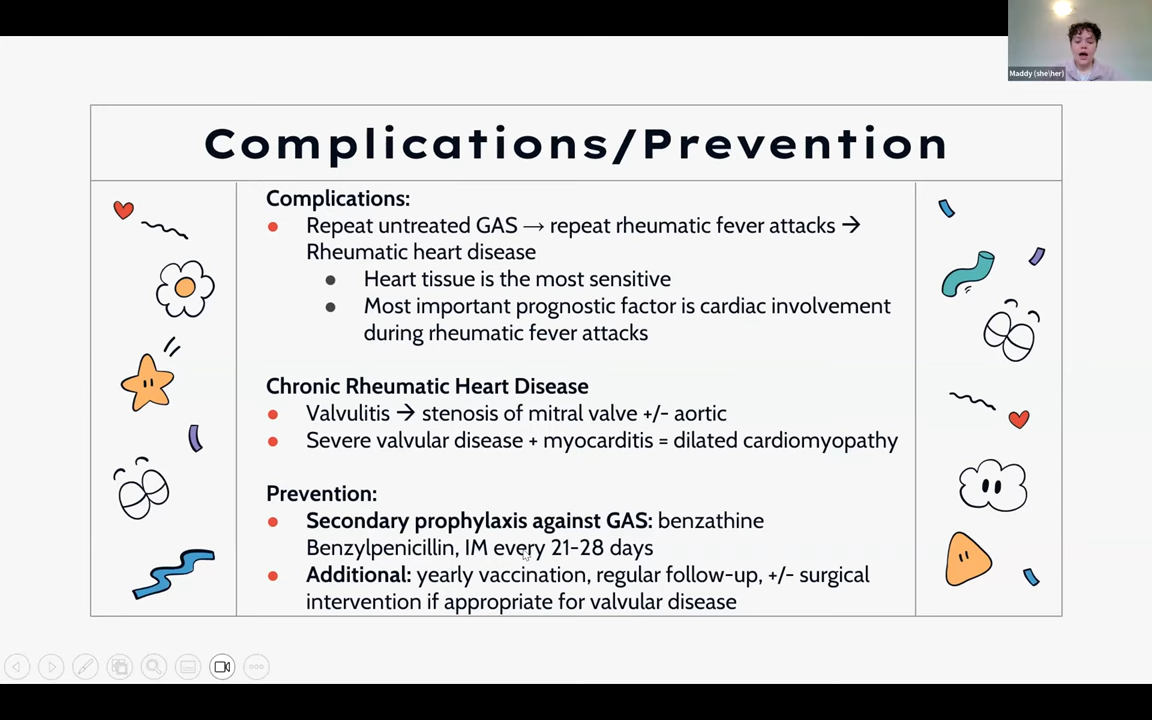 Maddy (she\her)
Complications/Prevention
Complications:
Repeat untreated GAS → repeat rheumatic fever attacks →
Rheumatic heart disease
Heart tissue is the most sensitive
Most important prognostic factor is cardiac involvement
during rheumatic fever attacks
Chronic Rheumatic Heart Disease
Valvulitis → stenosis of mitral valve +/- aortic
Severe valvular disease + myocarditis = dilated cardiomyopathy
Prevention:
Secondary prophylaxis against GAS: benzathine
Benzylpenicillin, IM every 21-28 days
Additional: yearly vaccination, regular follow-up, +/- surgical
intervention if appropriate for valvular disease